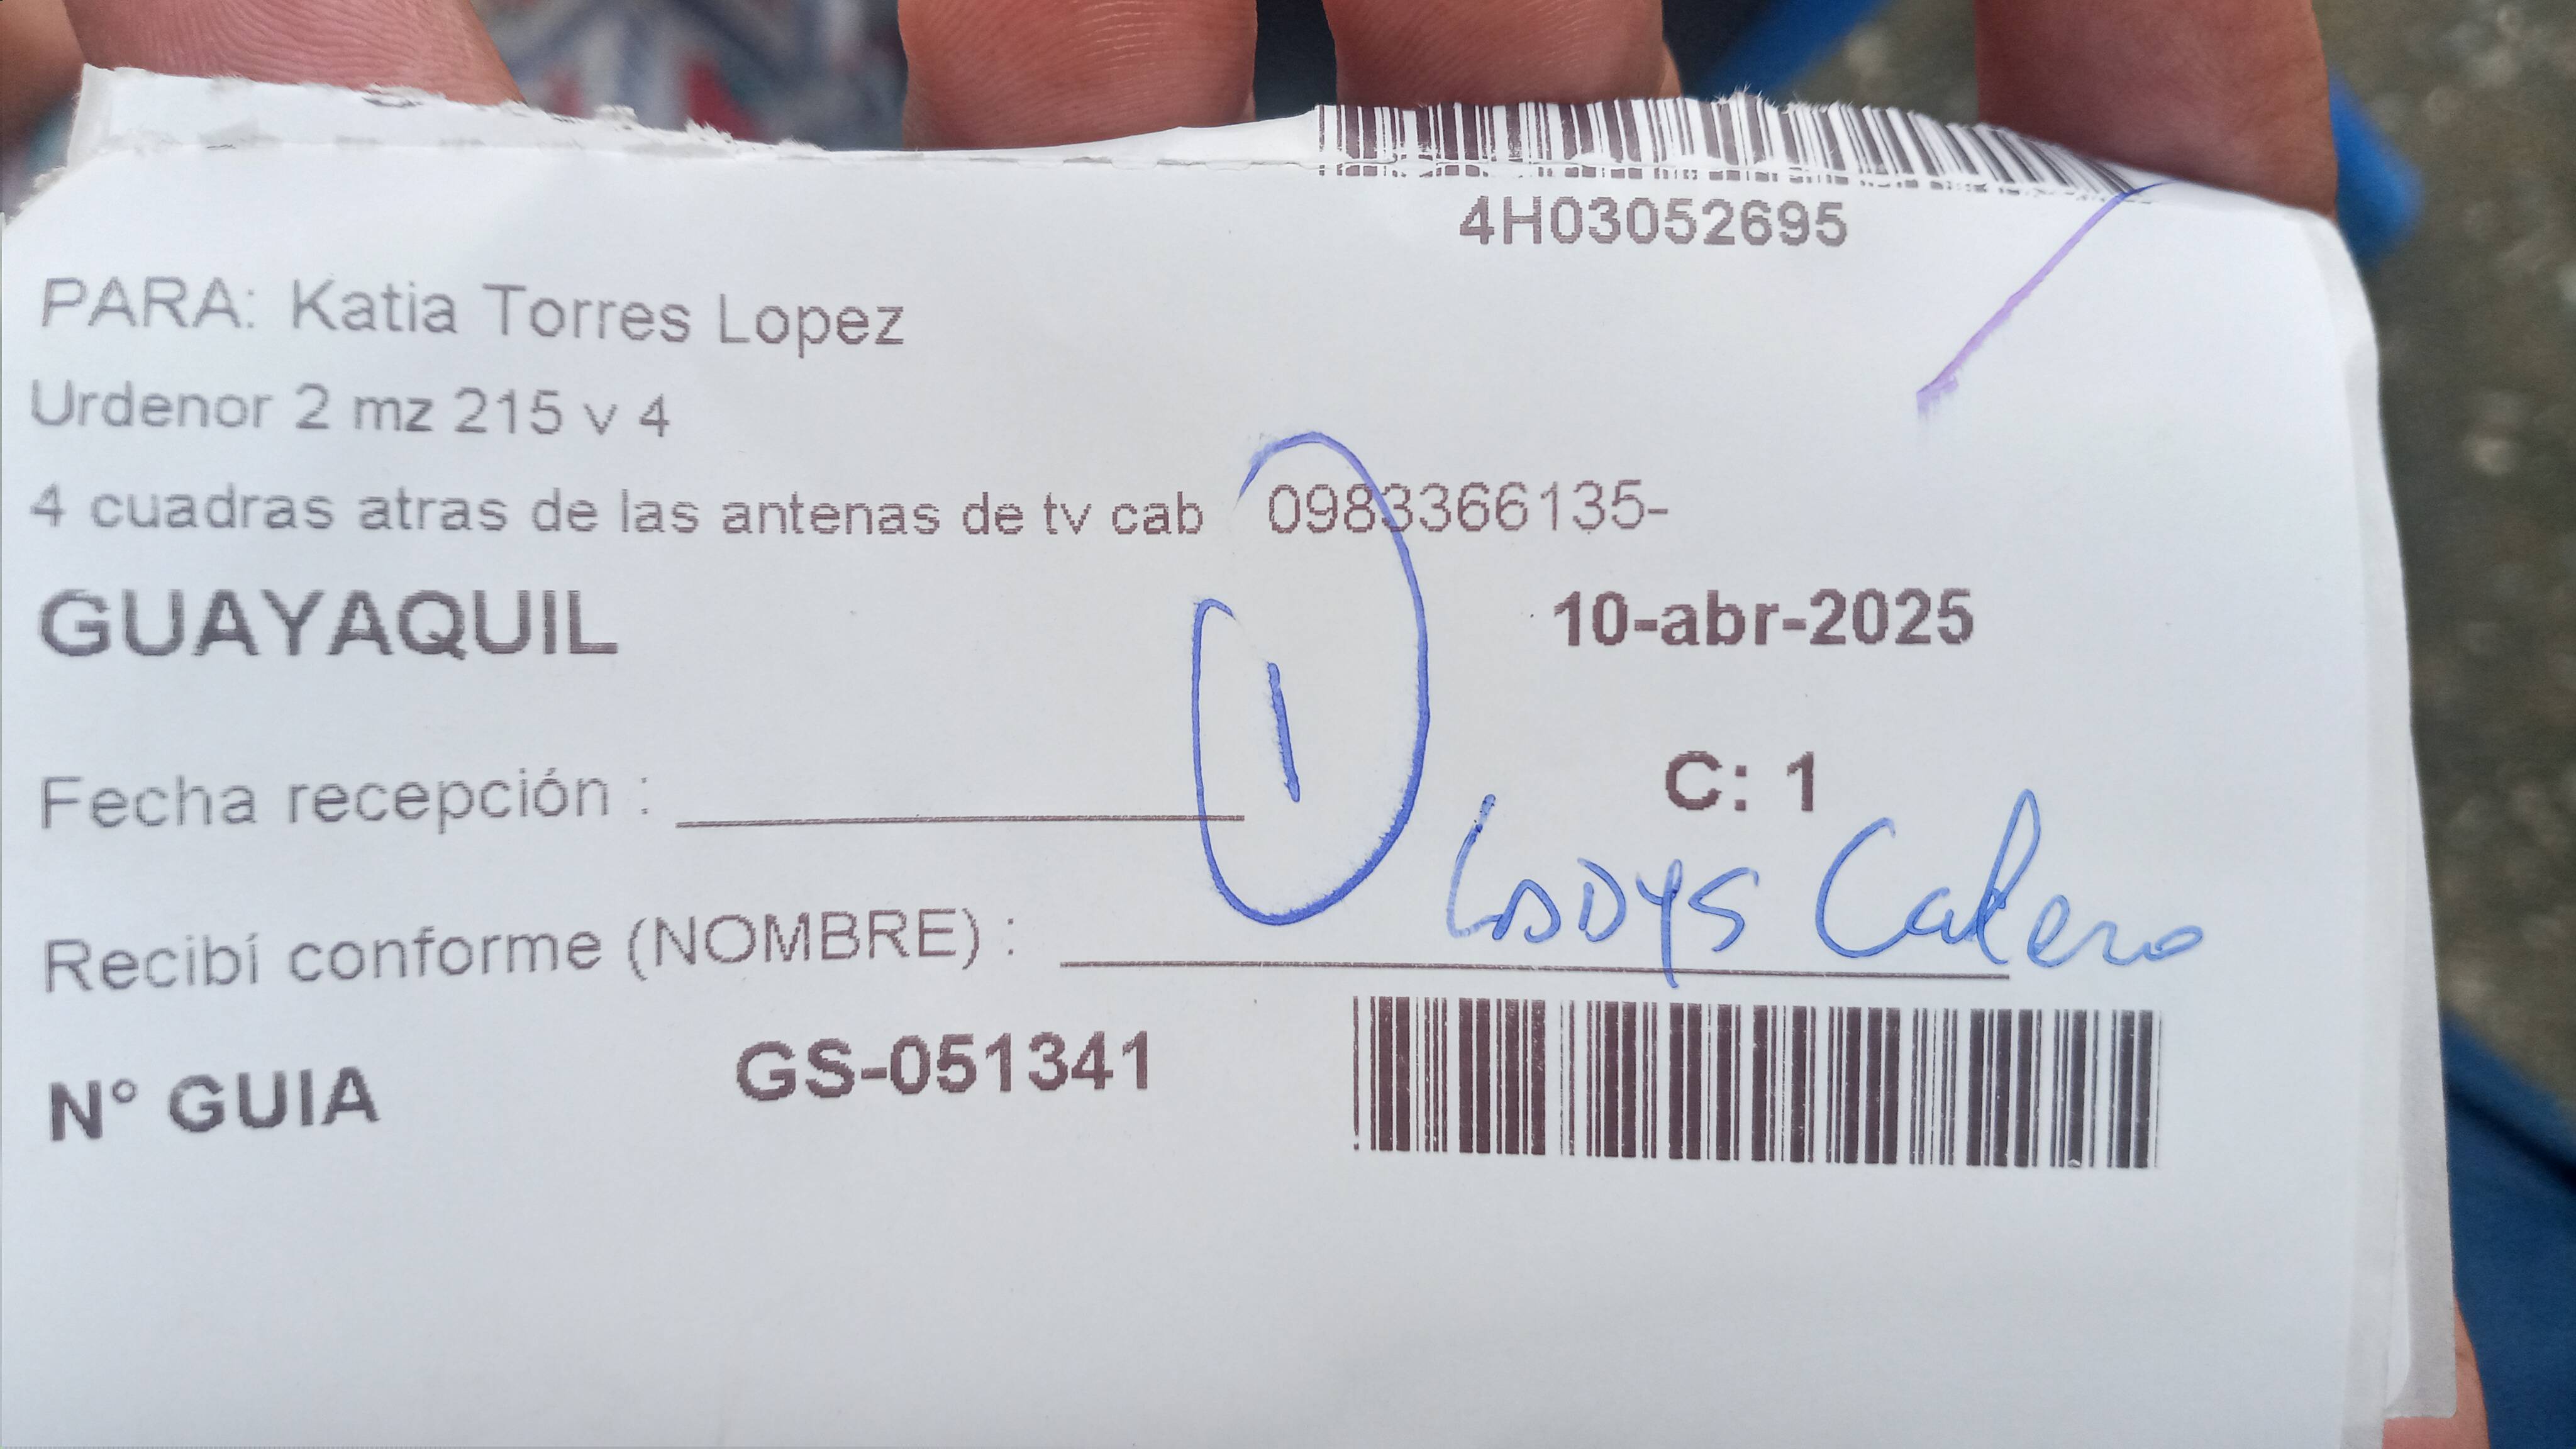 4H03052695
PARA: Katia Torres Lopez
Urdenor 2 mz 215 v 4
4 cuadras atras de las antenas de tv cab 0983366135-
GUAYAQUIL 10-abr-2025
1
Fecha recepción : C: 1
Recibí conforme (NOMBRE) : Calero
N° GUIA GS-051341